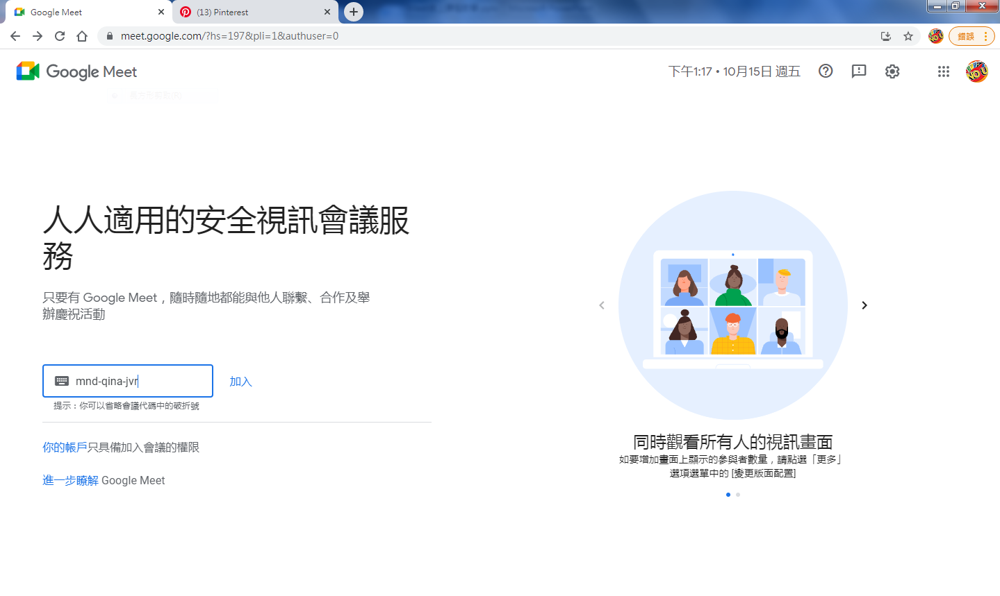 Google Meet
(13) Pinterest
meet.google.com/?hs=197&pli=1&authuser=0
錯誤
Google Meet
下午1:17 • 10月15日 週五
人人適用的安全視訊會議服
務
只要有 Google Meet，隨時隨地都能與他人聯繫、合作及舉
辦慶祝活動
mnd-qina-jvr
加入
提示：你可以省略會議代碼中的破折號
你的帳戶只具備加入會議的權限
進一步瞭解 Google Meet
同時觀看所有人的視訊畫面
如要增加畫面上顯示的參與者數量，請點選「更多」
選項選單中的 [變更版面配置]